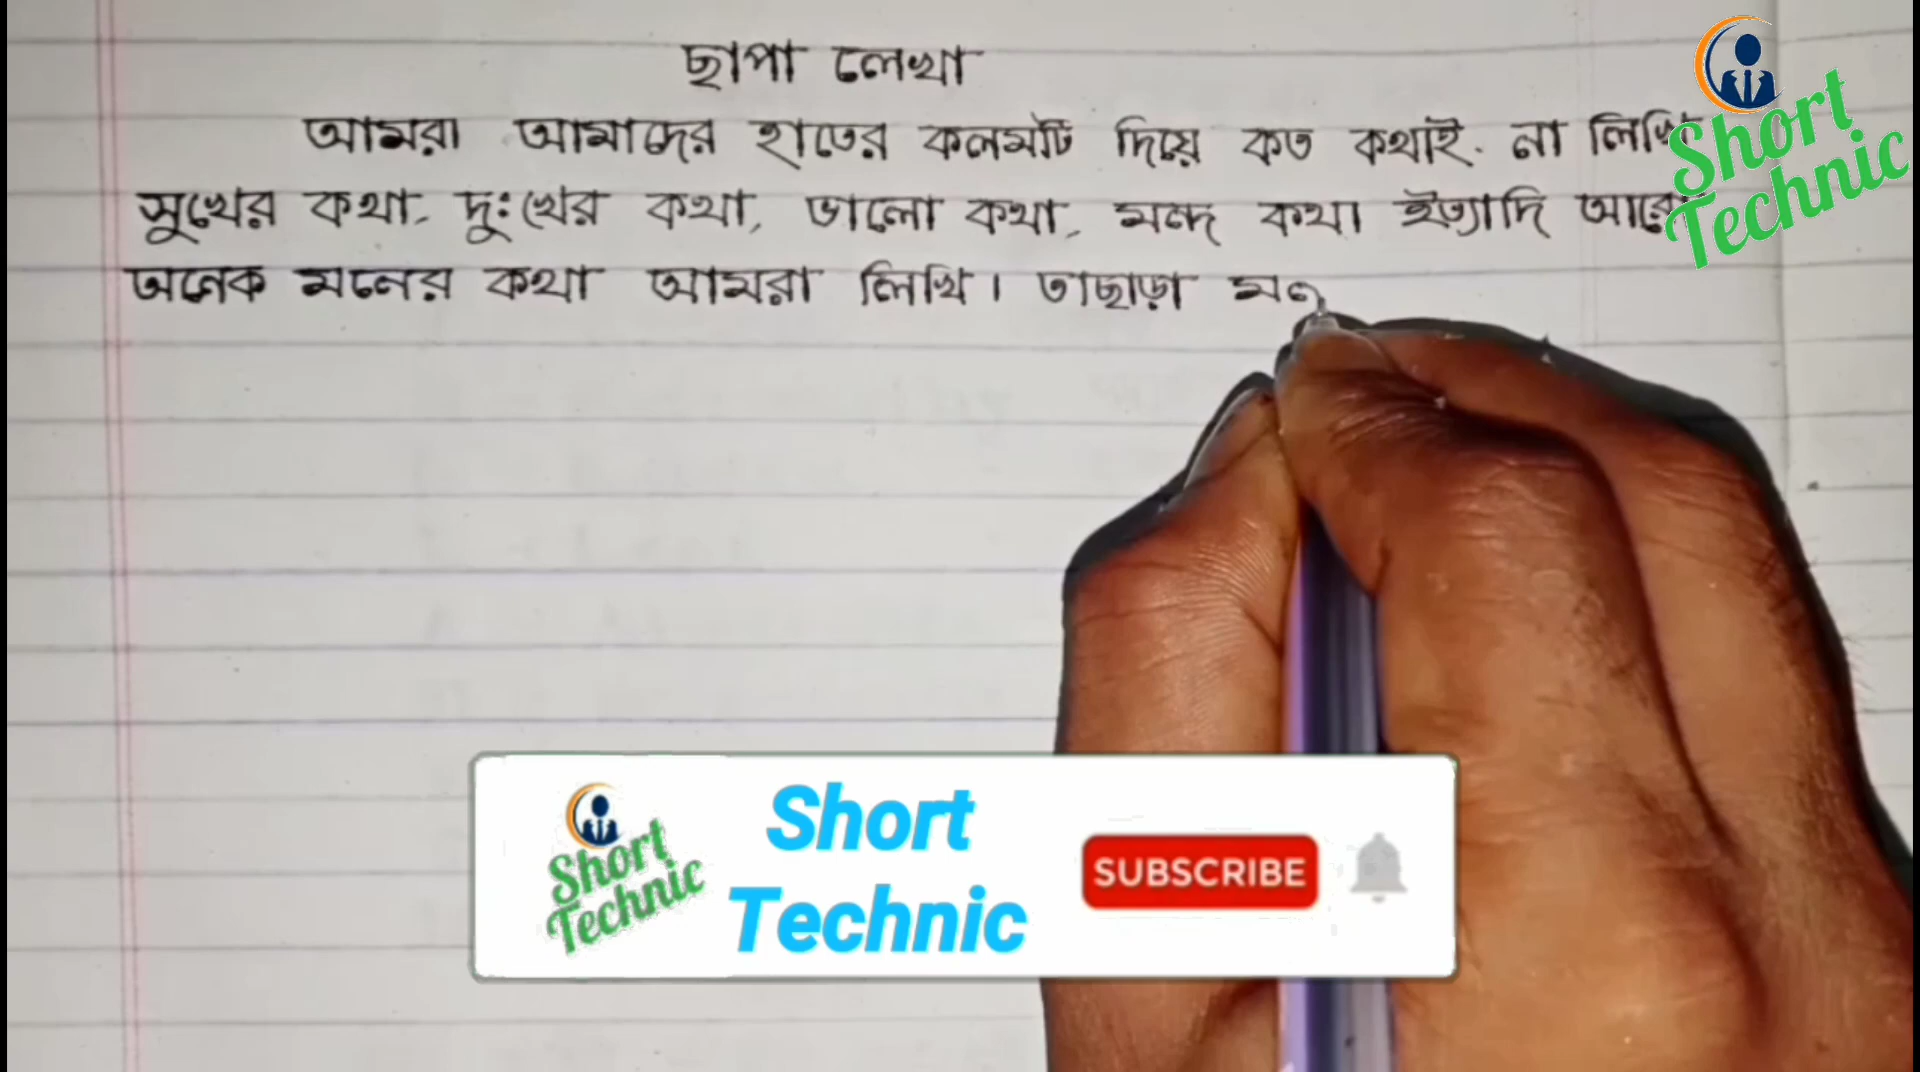 ছাপা লেখা
আমরা আমাদের হাতের কলমটি দিয়ে কত কথাই না লিখি
সুখের কথা, দুঃখের কথা, ভালো কথা, মন্দ কথা ইত্যাদি আরো
অনেক মনের কথা আমরা লিখি। তাছাড়া
Short
Technic
Short
Technic
Short
Technic
SUBSCRIBE